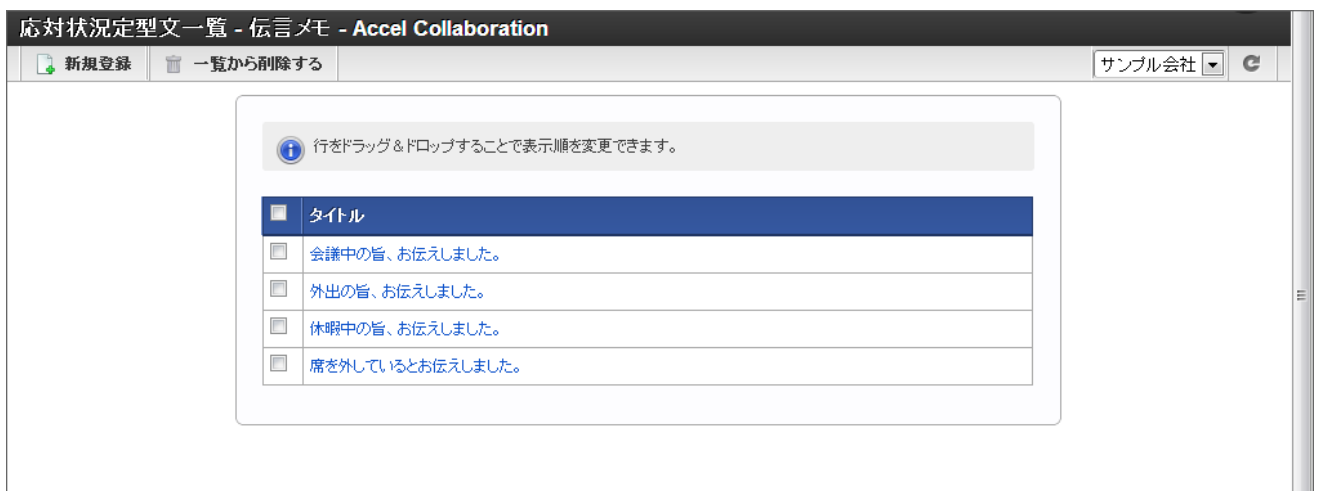 応対状況定型文一覧 - 伝言メモ - Accel Collaboration
新規登録 一覧から削除する サンプル会社
行をドラッグ&ドロップすることで表示順を変更できます。
タイトル
会議中の旨、お伝えしました。
外出の旨、お伝えしました。
休暇中の旨、お伝えしました。
席を外しているとお伝えしました。